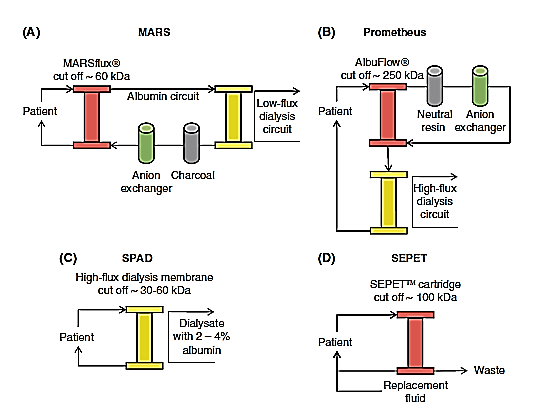 (A)
MARS
MARSflux®
cut off ~ 60 kDa
Patient
Albumin circuit
Low-flux
dialysis
circuit
Anion
exchanger
Charcoal
(B)
Prometheus
AlbuFlow®
cut off ~ 250 kDa
Patient
Neutral
resin
Anion
exchanger
High-flux
dialysis
circuit
(C)
SPAD
High-flux dialysis membrane
cut off ~ 30-60 kDa
Patient
Dialysate
with 2 – 4%
albumin
(D)
SEPET
SEPET™ cartridge
cut off ~ 100 kDa
Patient
Waste
Replacement
fluid